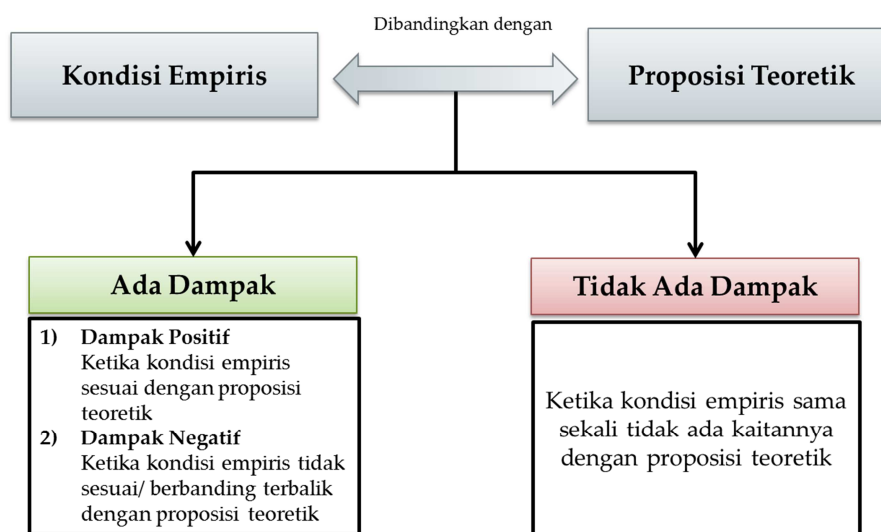 Dibandingkan dengan
Kondisi Empiris
Proposisi Teoretik
Ada Dampak
1) Dampak Positif
Ketika kondisi empiris
sesuai dengan proposisi
teoretik
2) Dampak Negatif
Ketika kondisi empiris tidak
sesuai/ berbanding terbalik
dengan proposisi teoretik
Tidak Ada Dampak
Ketika kondisi empiris sama
sekali tidak ada kaitannya
dengan proposisi teoretik